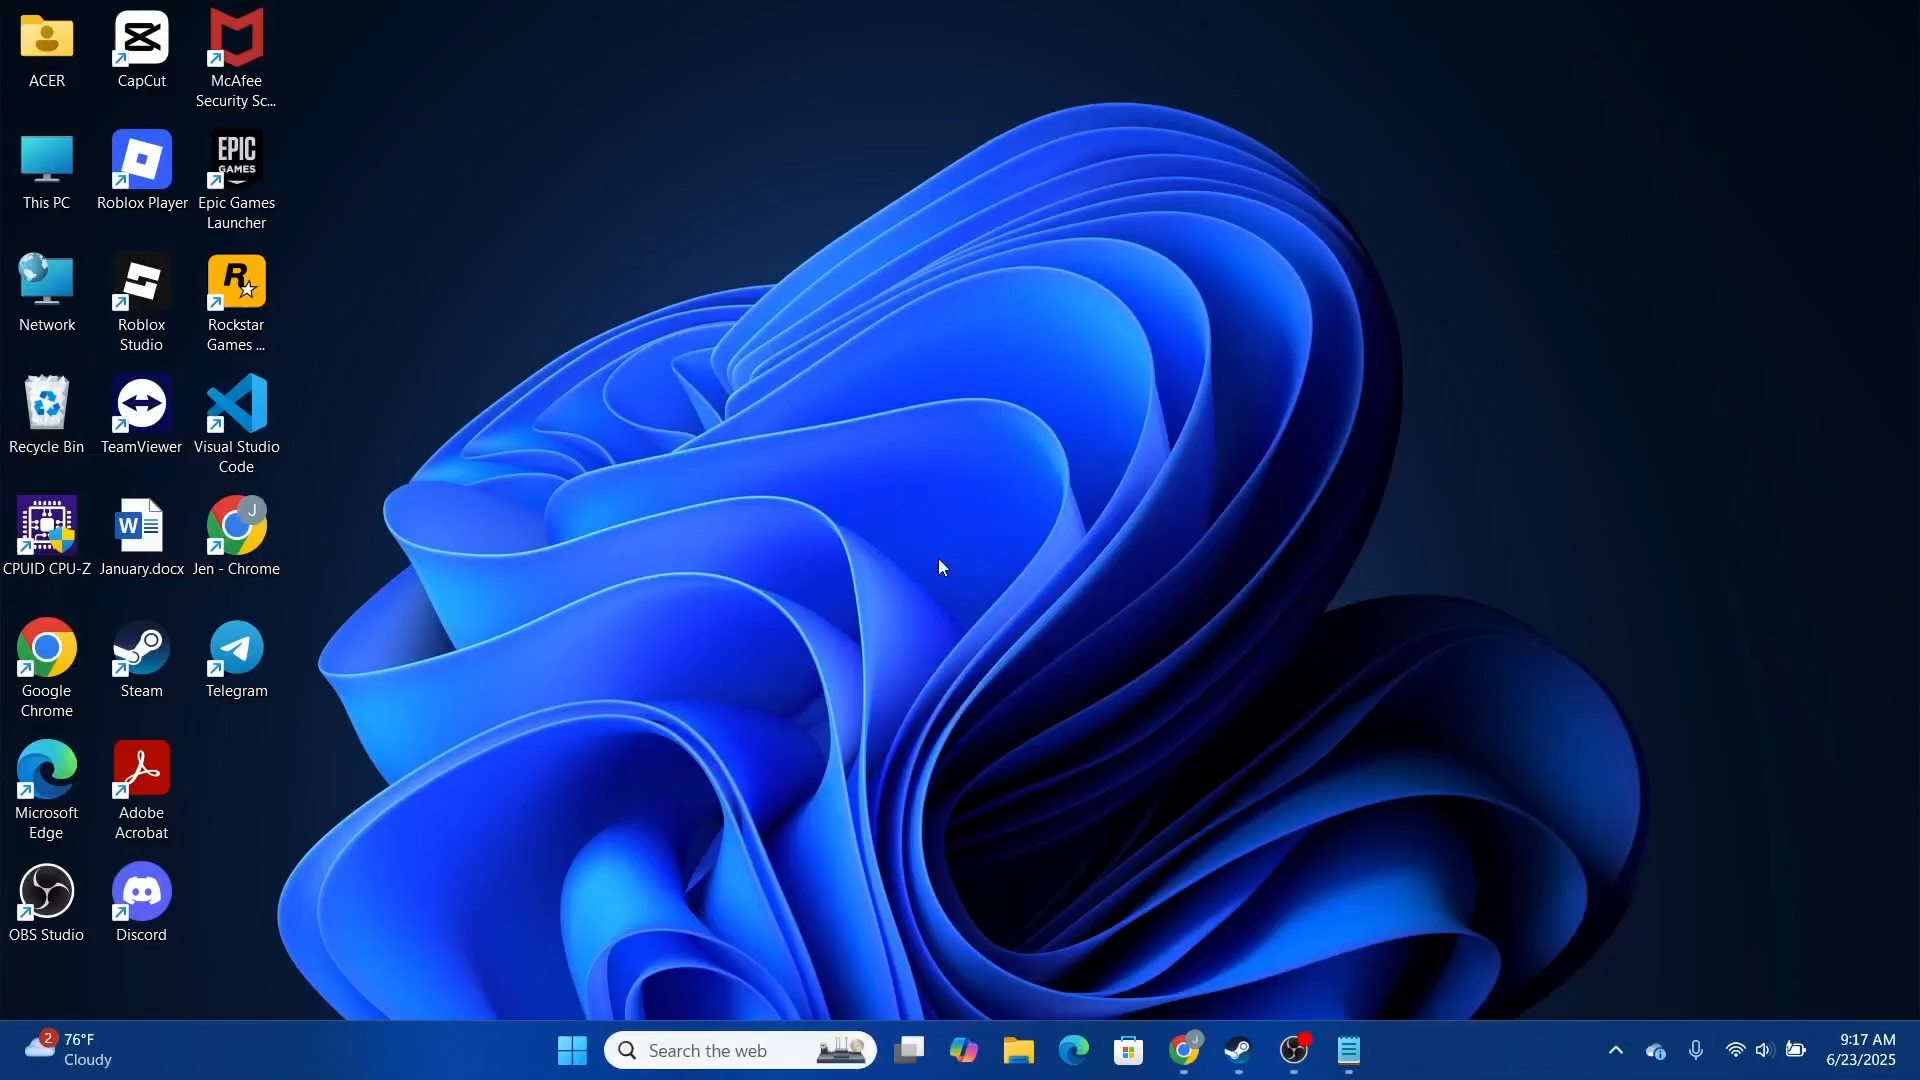 ACER
CapCut
McAfee
Security Sc...
This PC
Roblox Player
EPIC
GAMES
Epic Games
Launcher
Network
Roblox
Studio
R
Rockstar
Games ...
Recycle Bin
TeamViewer
Visual Studio
Code
CPUID CPU-Z
W
January.docx
J
Jen - Chrome
Google
Chrome
Steam
Telegram
Microsoft
Edge
Adobe
Acrobat
OBS Studio
Discord
2
76°F
Cloudy
Search the web
J
9:17 AM
6/23/2025